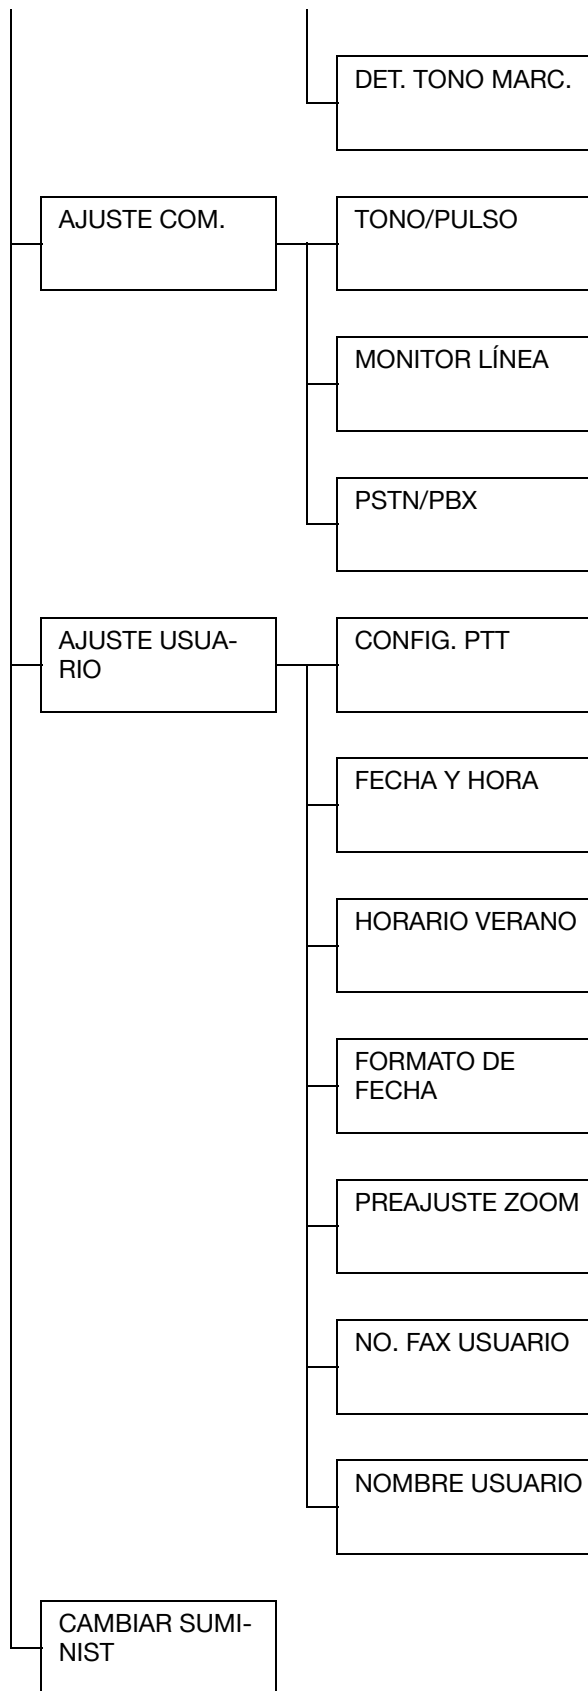 DET. TONO MARC.
AJUSTE COM.
TONO/PULSO
MONITOR LÍNEA
PSTN/PBX
AJUSTE USUA-
RIO
CONFIG. PTT
FECHA Y HORA
HORARIO VERANO
FORMATO DE
FECHA
PREAJUSTE ZOOM
NO. FAX USUARIO
NOMBRE USUARIO
CAMBIAR SUMI-
NIST